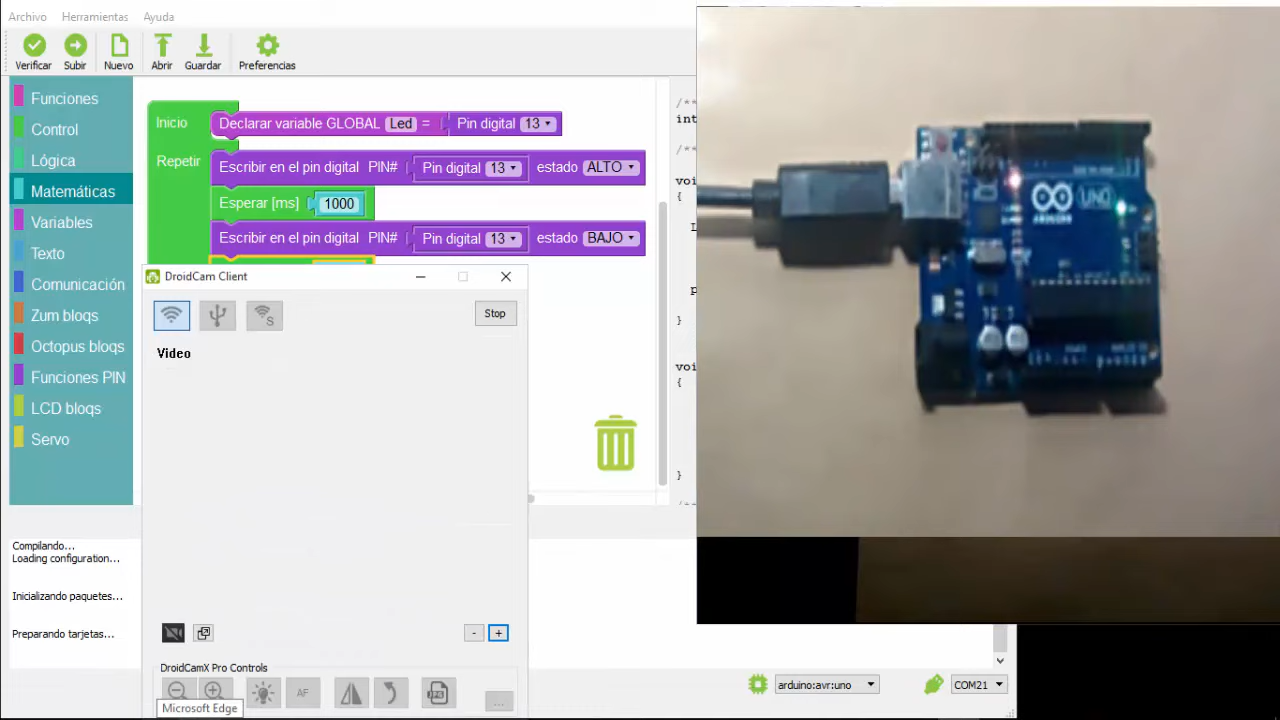 Archivo Herramientas Ayuda
Verificar Subir Nuevo Abrir Guardar Preferencias
Funciones
Control
Lógica
Matemáticas
Variables
Texto
Comunicación
Zum bloqs
Octopus bloqs
Funciones PIN
LCD bloqs
Servo
Inicio
Declarar variable GLOBAL Led = Pin digital 13
Repetir
Escribir en el pin digital PIN# Pin digital 13 estado ALTO
Esperar [ms] 1000
Escribir en el pin digital PIN# Pin digital 13 estado BAJO
/**
int
/**
voi
{
L
p
}
voi
{
}
/**
DroidCam Client
S
Stop
Video
- +
DroidCamX Pro Controls
AF
JPG
...
Microsoft Edge
Compilando...
Loading configuration...
Inicializando paquetes...
Preparando tarjetas...
arduino:avr:uno COM21
UNO
ARDUINO